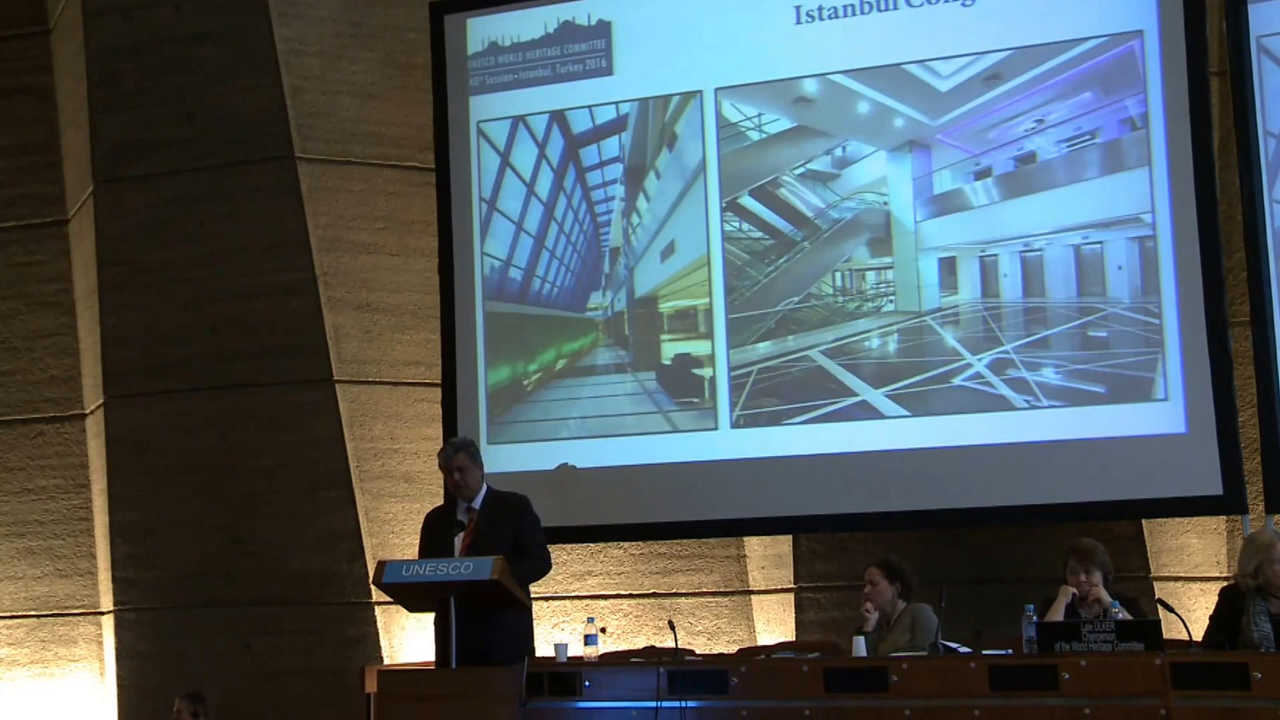 Istanbul Cong
UNESCO WORLD HERITAGE COMMITTEE
40th Session - Istanbul, Turkey 2016
UNESCO
Lale ÜLKER
Chairperson
of the World Heritage Committee